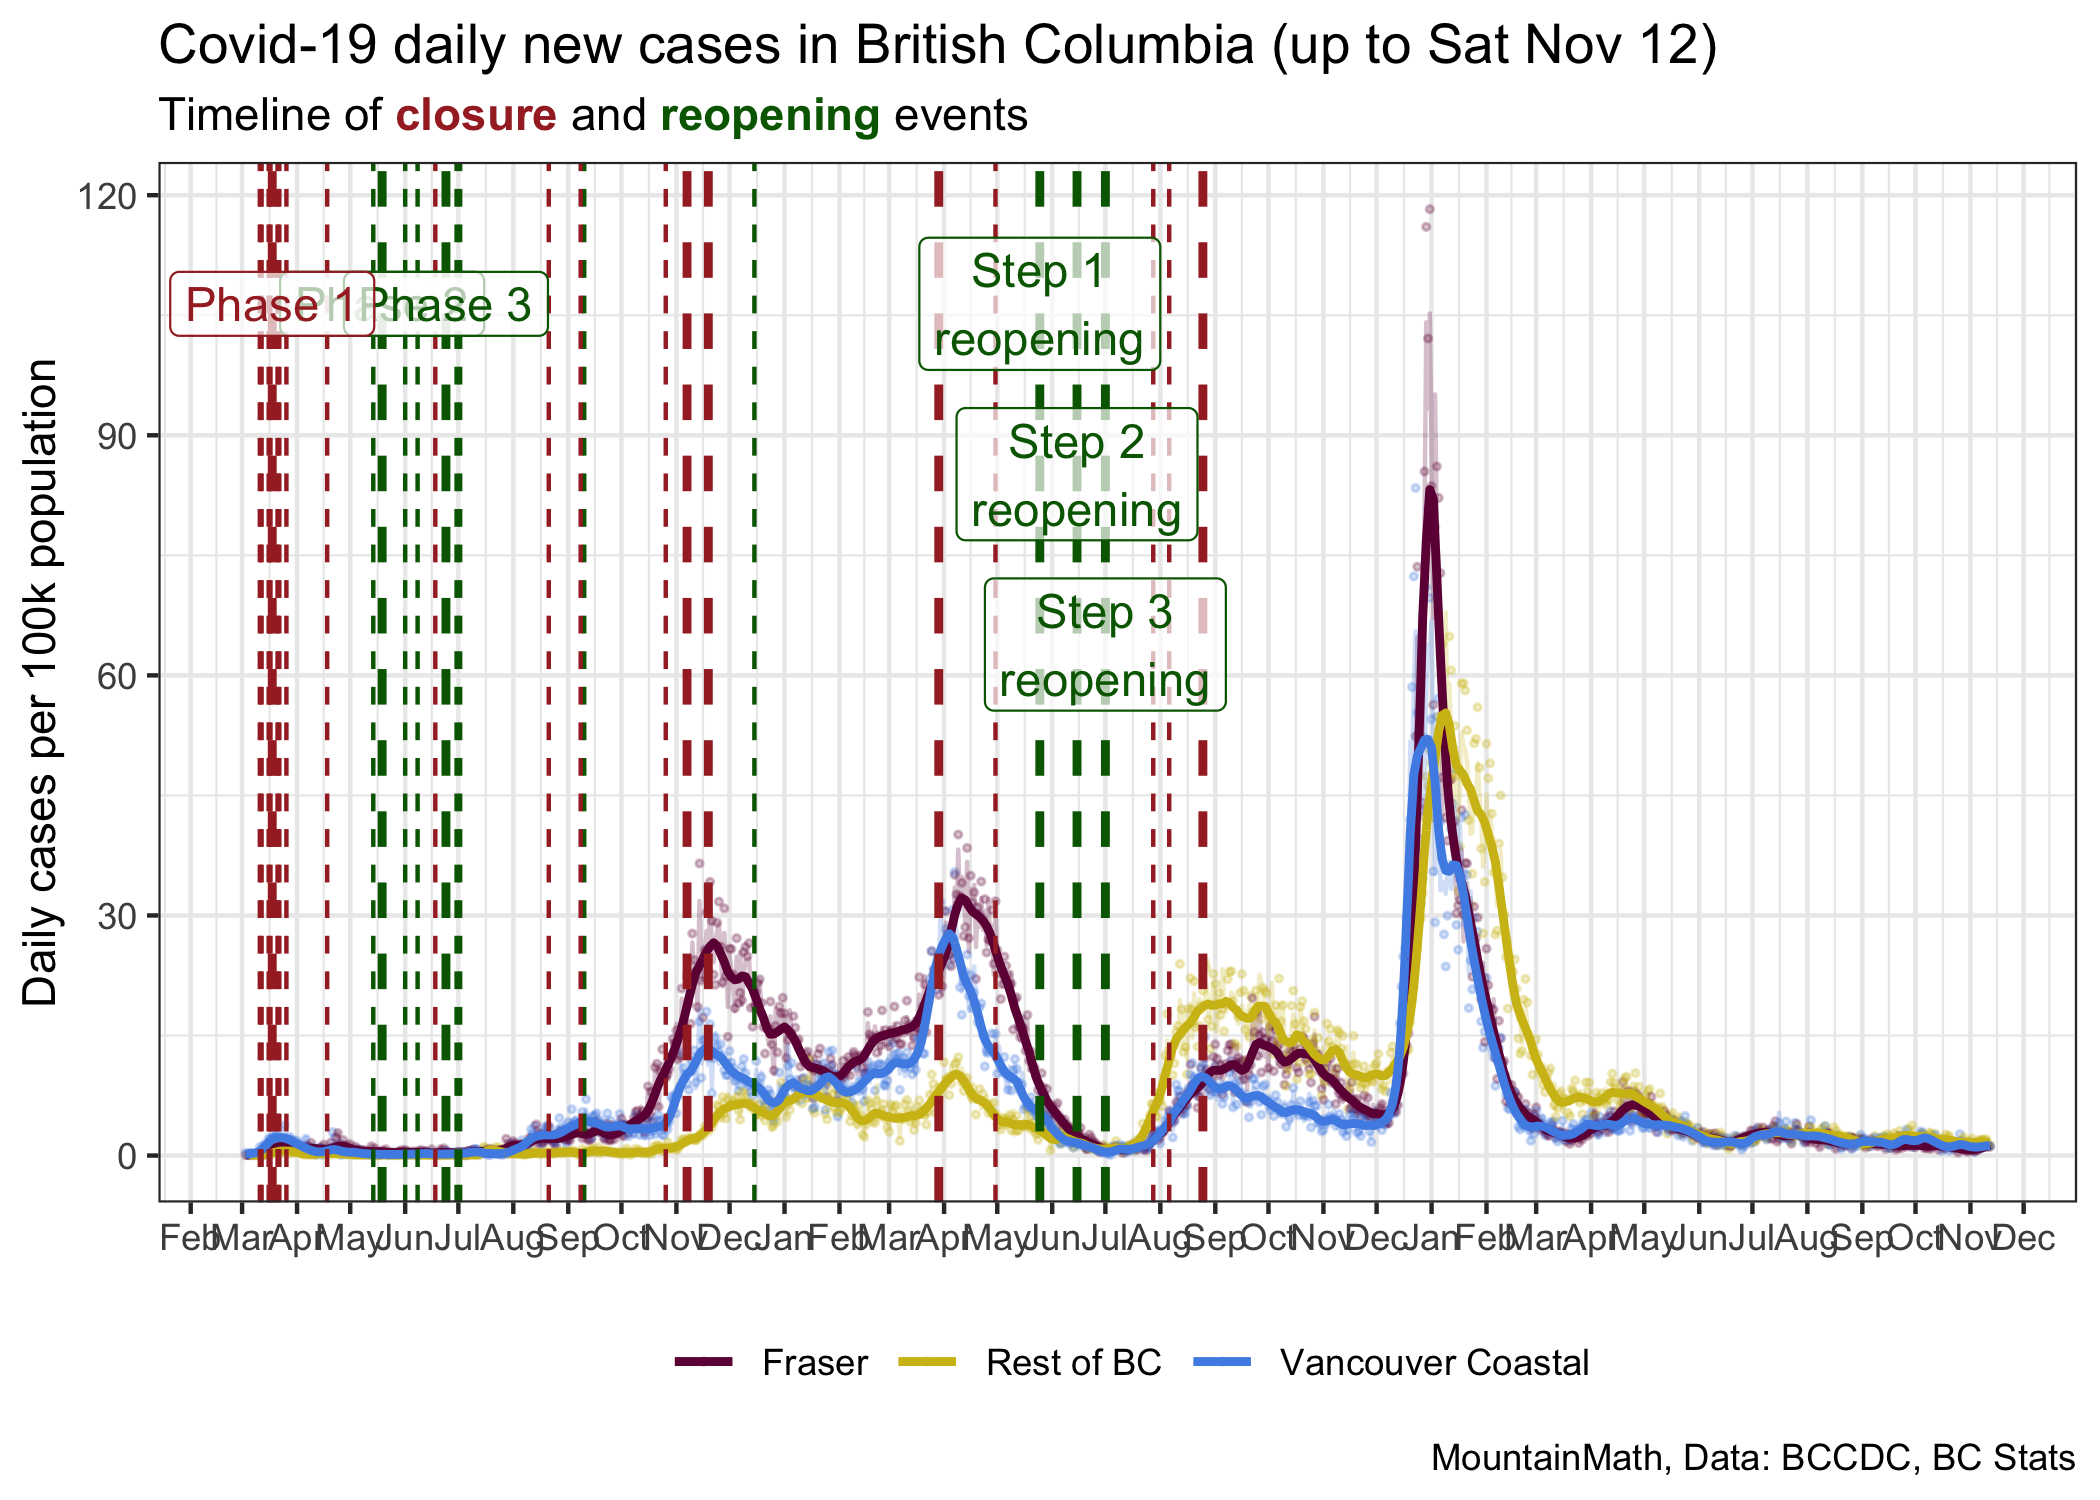 Covid-19 daily new cases in British Columbia (up to Sat Nov 12)
Timeline of closure and reopening events
Daily cases per 100k population
120
90
60
30
0
Phase 1
Phase 2
Phase 3
Step 1
reopening
Step 2
reopening
Step 3
reopening
Feb Mar Apr May Jun Jul Aug Sep Oct Nov Dec Jan Feb Mar Apr May Jun Jul Aug Sep Oct Nov Dec Jan Feb Mar Apr May Jun Jul Aug Sep Oct Nov Dec
Fraser Rest of BC Vancouver Coastal
MountainMath, Data: BCCDC, BC Stats